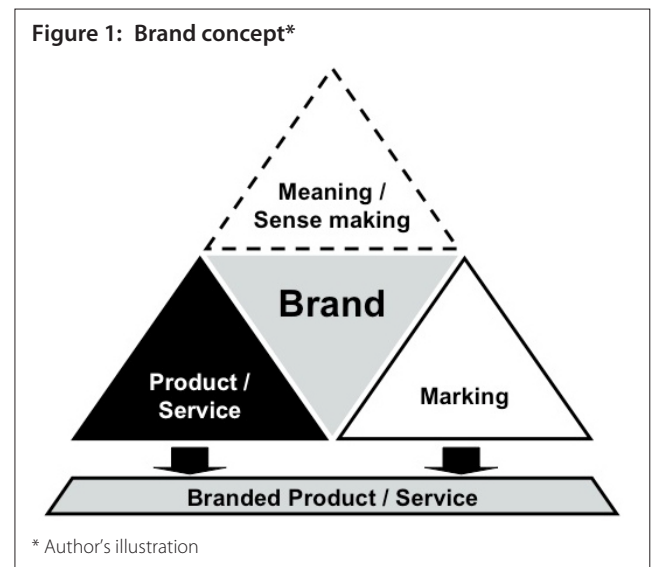 Figure 1: Brand concept*
Meaning /
Sense making
Brand
Product /
Service
Marking
Branded Product / Service
* Author's illustration